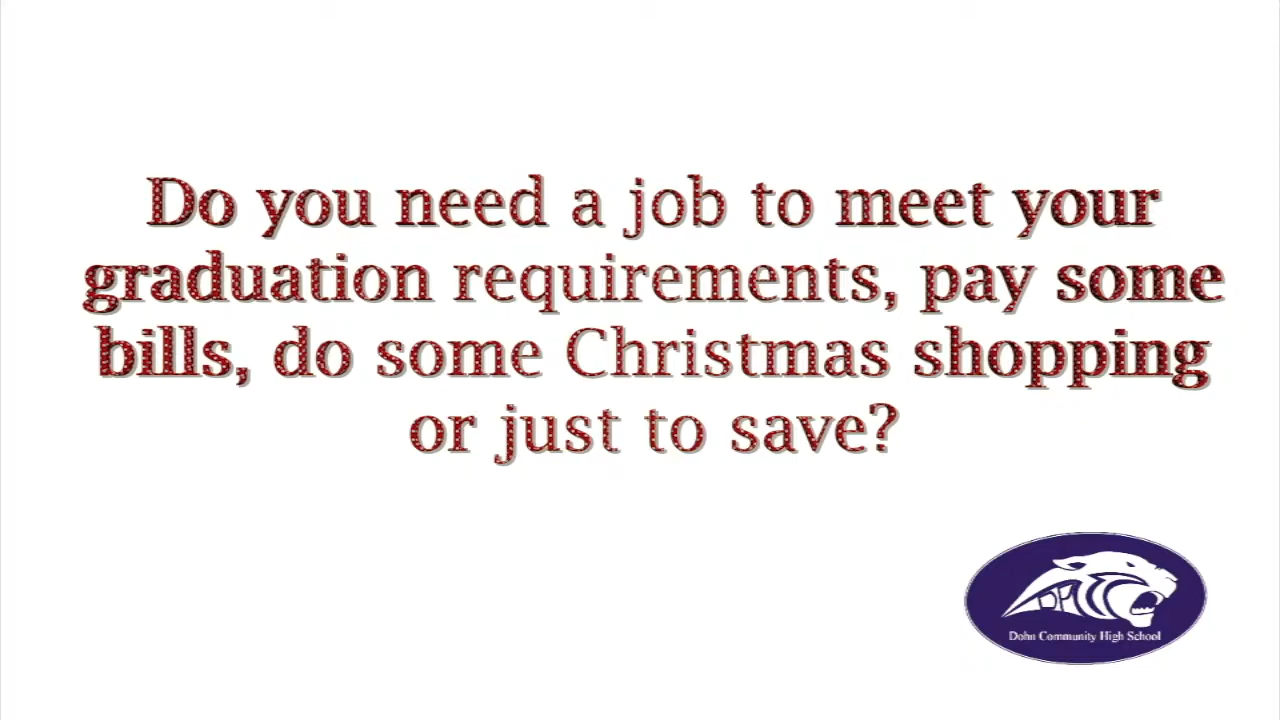 Do you need a job to meet your
graduation requirements, pay some
bills, do some Christmas shopping
or just to save?
Dohn Community High School